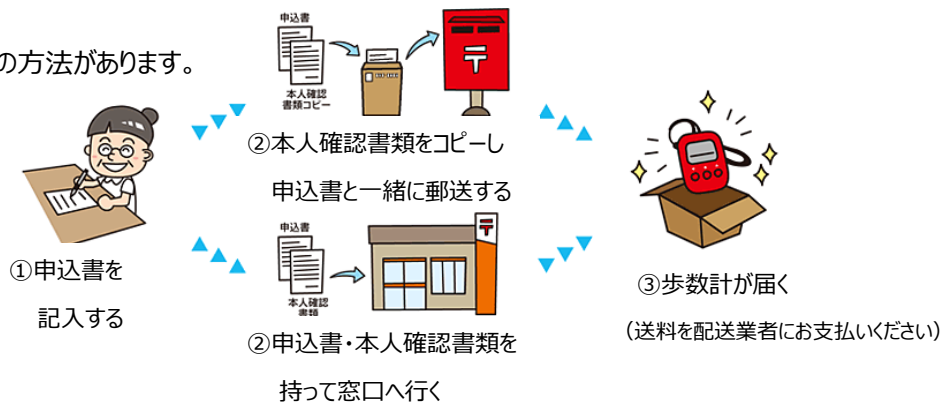 の方法があります。
申込書
本人確認
書類コピー
②本人確認書類をコピーし
申込書と一緒に郵送する
①申込書を
記入する
申込書
本人確認
書類
②申込書・本人確認書類を
持って窓口へ行く
③歩数計が届く
（送料を配送業者にお支払いください）